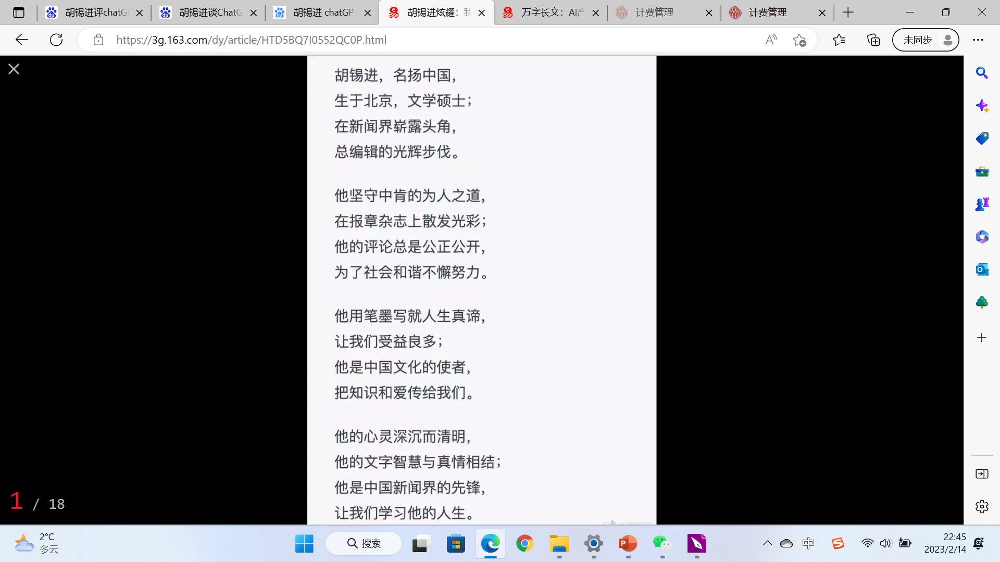 胡锡进评chatG
胡锡进谈ChatG
胡锡进 chatGPT
胡锡进炫耀：我
万字长文：AI产
计费管理
计费管理
https://3g.163.com/dy/article/HTD5BQ7I0552QC0P.html
未同步
胡锡进，名扬中国，
生于北京，文学硕士；
在新闻界崭露头角，
总编辑的光辉步伐。
他坚守中肯的为人之道，
在报章杂志上散发光彩；
他的评论总是公正公开，
为了社会和谐不懈努力。
他用笔墨写就人生真谛，
让我们受益良多；
他是中国文化的使者，
把知识和爱传给我们。
他的心灵深沉而清明，
他的文字智慧与真情相结；
他是中国新闻界的先锋，
让我们学习他的人生。
1 / 18
2°C
多云
搜索
中
22:45
2023/2/14